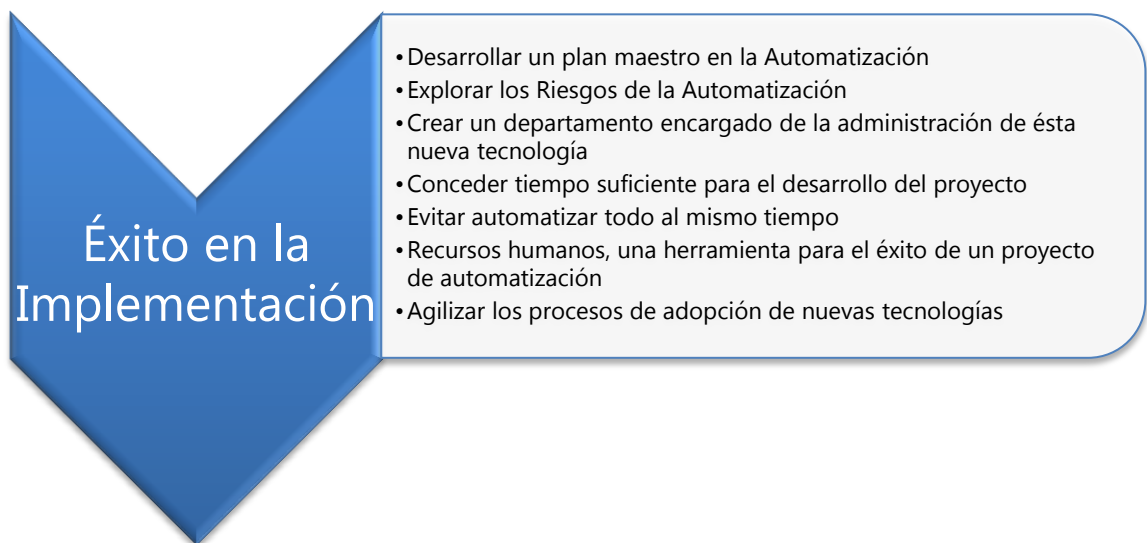 Éxito en la
Implementación
•Desarrollar un plan maestro en la Automatización
•Explorar los Riesgos de la Automatización
•Crear un departamento encargado de la administración de ésta
nueva tecnología
•Conceder tiempo suficiente para el desarrollo del proyecto
•Evitar automatizar todo al mismo tiempo
•Recursos humanos, una herramienta para el éxito de un proyecto
de automatización
•Agilizar los procesos de adopción de nuevas tecnologías